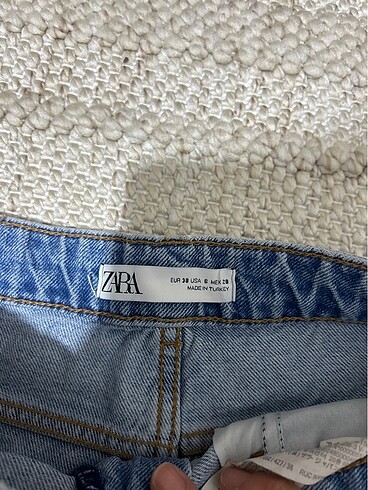 ZARA
EUR 38 USA 6 MEX 28
MADE IN TURKEY